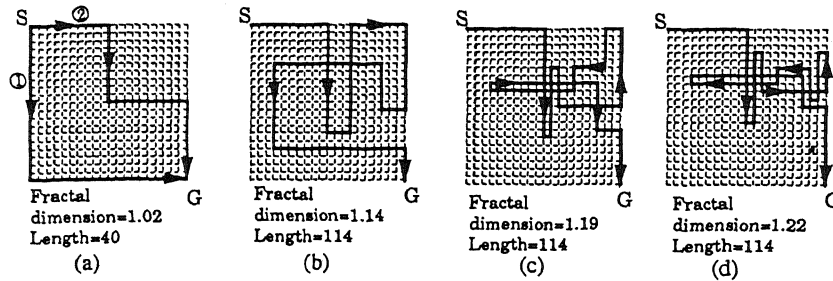 S
②
①
G
Fractal
dimension=1.02
Length=40
(a)
S
G
Fractal
dimension=1.14
Length=114
(b)
S
G
Fractal
dimension=1.19
Length=114
(c)
S
G
Fractal
dimension=1.22
Length=114
(d)